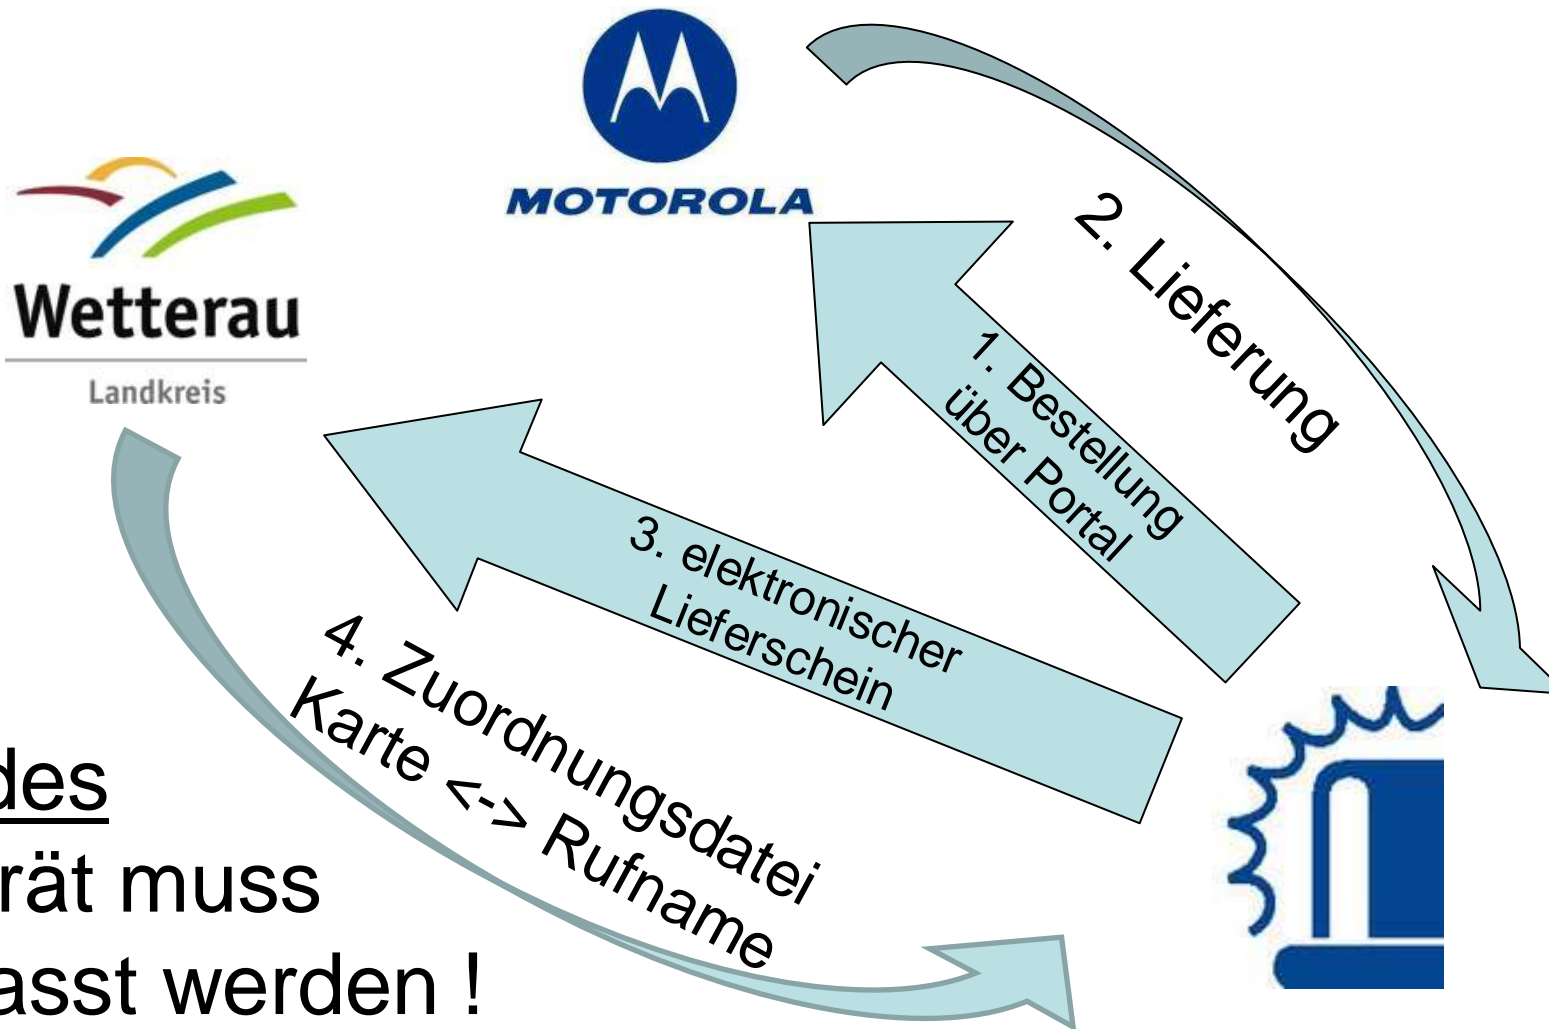 MOTOROLA
Wetterau
Landkreis
2. Lieferung
1. Bestellung
über Portal
3. elektronischer
Lieferschein
4. Zuordnungsdatei
Karte <-> Rufname
des
rät muss
asst werden !